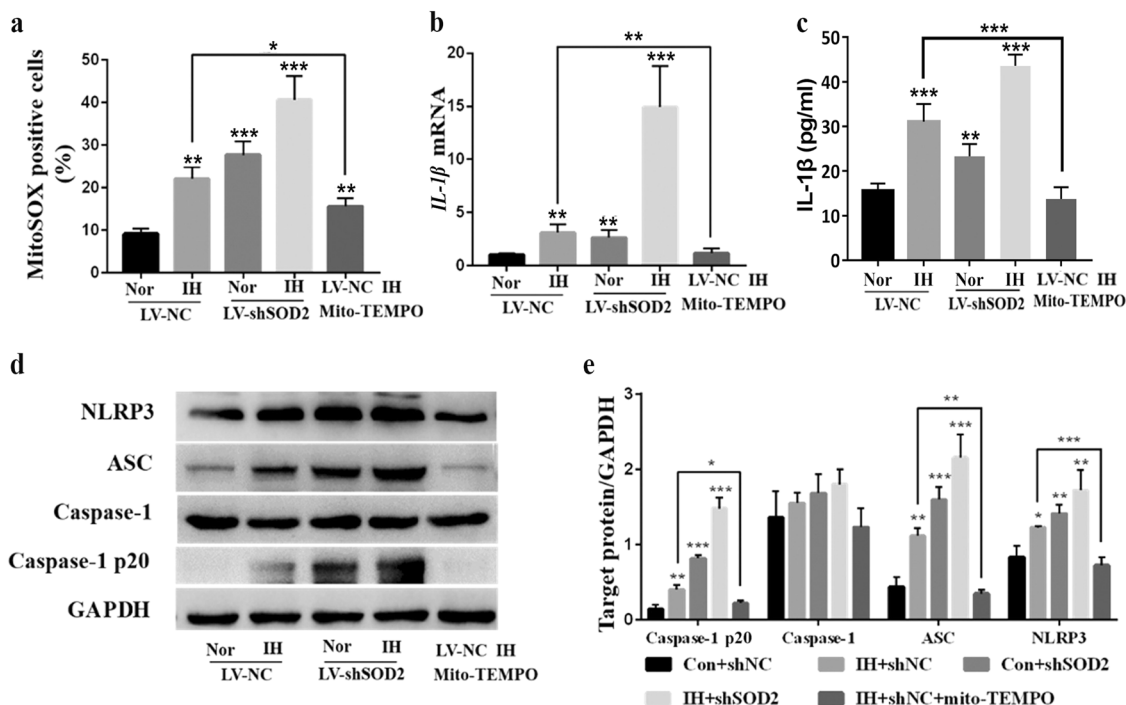 a
MitoSOX positive cells
(%)
50
40
30
20
10
0
*
**
***
***
**
Nor IH Nor IH LV-NC IH
LV-NC LV-shSOD2 Mito-TEMPO
b
IL-1β mRNA
20
15
10
5
0
**
**
**
***
Nor IH Nor IH LV-NC IH
LV-NC LV-shSOD2 Mito-TEMPO
c
IL-1β (pg/ml)
50
40
30
20
10
0
***
***
**
***
Nor IH Nor IH LV-NC IH
LV-NC LV-shSOD2 Mito-TEMPO
d
NLRP3
ASC
Caspase-1
Caspase-1 p20
GAPDH
Nor IH Nor IH LV-NC IH
LV-NC LV-shSOD2 Mito-TEMPO
e
Target protein/GAPDH
3
2
1
0
*
**
***
***
**
**
***
***
***
*
**
**
Caspase-1 p20 Caspase-1 ASC NLRP3
Con+shNC IH+shNC Con+shSOD2
IH+shSOD2 IH+shNC+mito-TEMPO